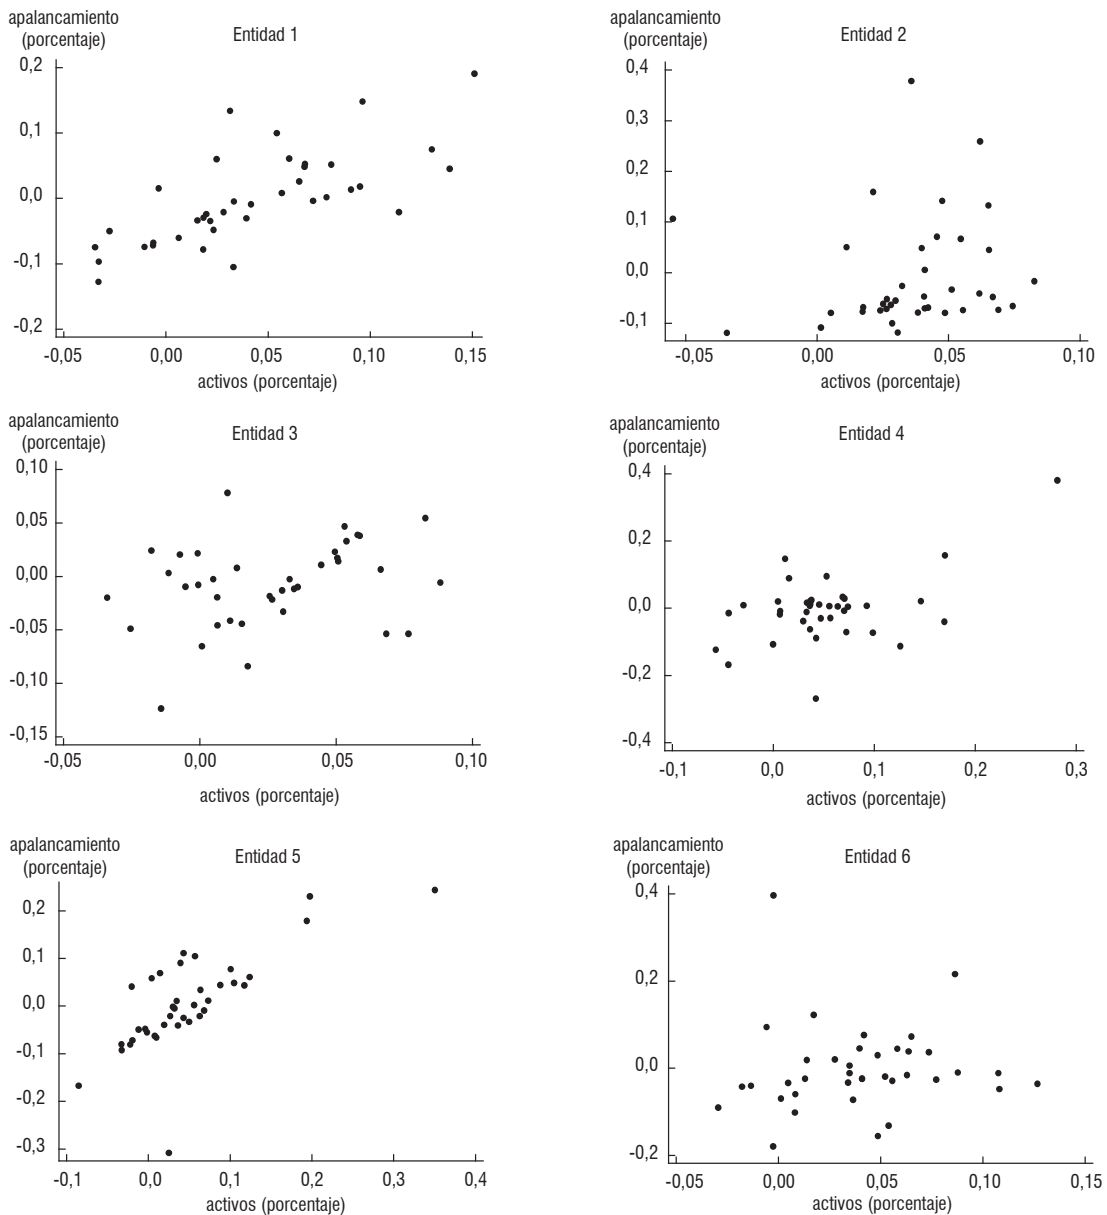 apalancamiento
(porcentaje)
Entidad 1
0,2
0,1
0,0
-0,1
-0,2
-0,05 0,00 0,05 0,10 0,15
activos (porcentaje)
apalancamiento
(porcentaje)
Entidad 2
0,4
0,3
0,2
0,1
0,0
-0,1
-0,05 0,00 0,05 0,10
activos (porcentaje)
apalancamiento
(porcentaje)
Entidad 3
0,10
0,05
0,00
-0,05
-0,10
-0,15
-0,05 0,00 0,05 0,10
activos (porcentaje)
apalancamiento
(porcentaje)
Entidad 4
0,4
0,2
0,0
-0,2
-0,4
-0,1 0,0 0,1 0,2 0,3
activos (porcentaje)
apalancamiento
(porcentaje)
Entidad 5
0,2
0,1
0,0
-0,1
-0,2
-0,3
-0,1 0,0 0,1 0,2 0,3 0,4
activos (porcentaje)
apalancamiento
(porcentaje)
Entidad 6
0,4
0,2
0,0
-0,2
-0,05 0,00 0,05 0,10 0,15
activos (porcentaje)